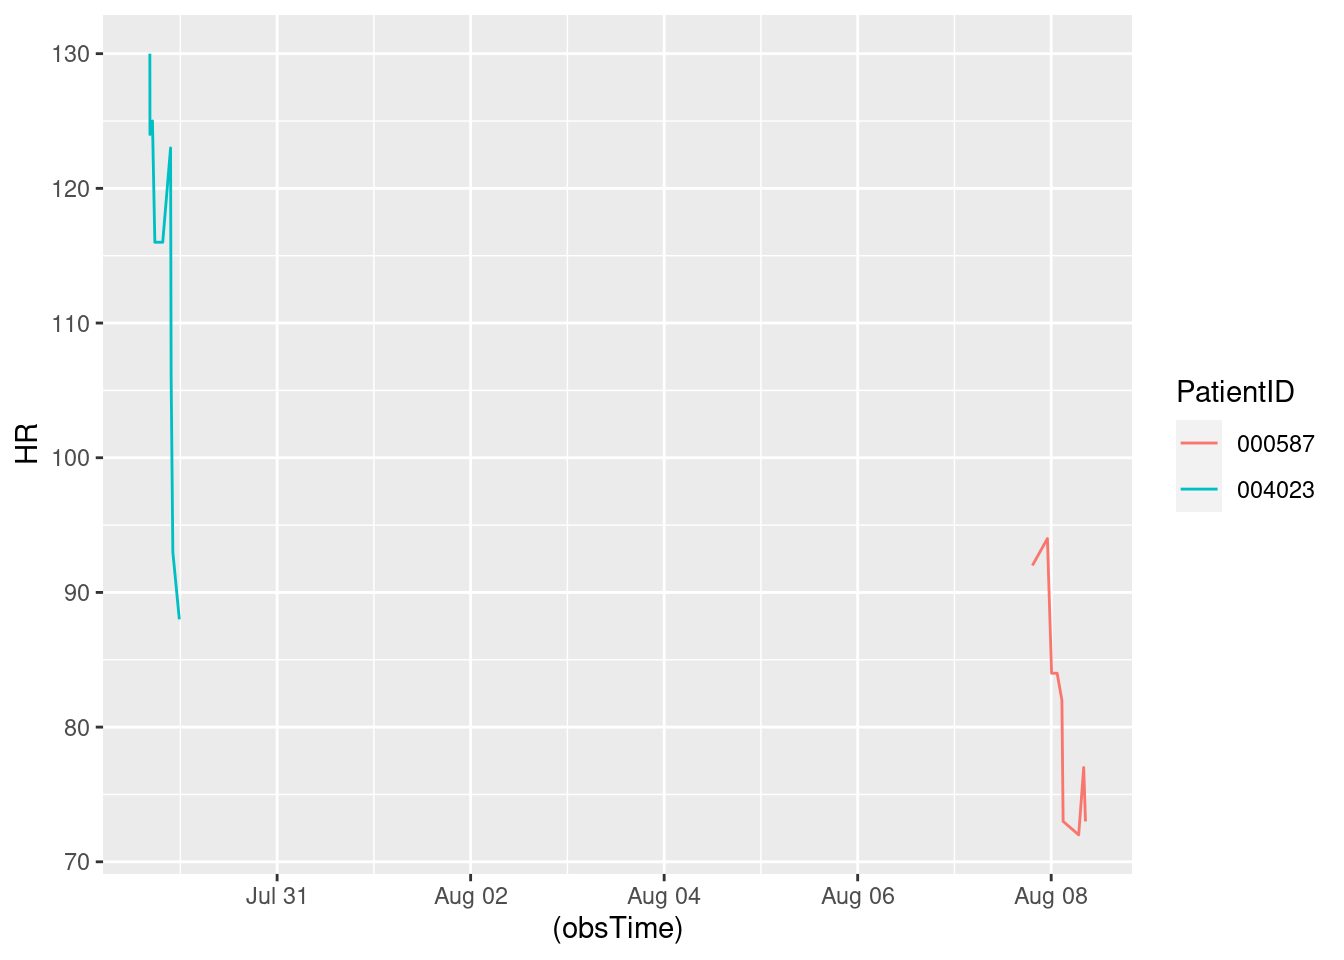 130
120
110
100
90
80
70
HR
Jul 31
Aug 02
Aug 04
Aug 06
Aug 08
(obsTime)
PatientID
000587
004023